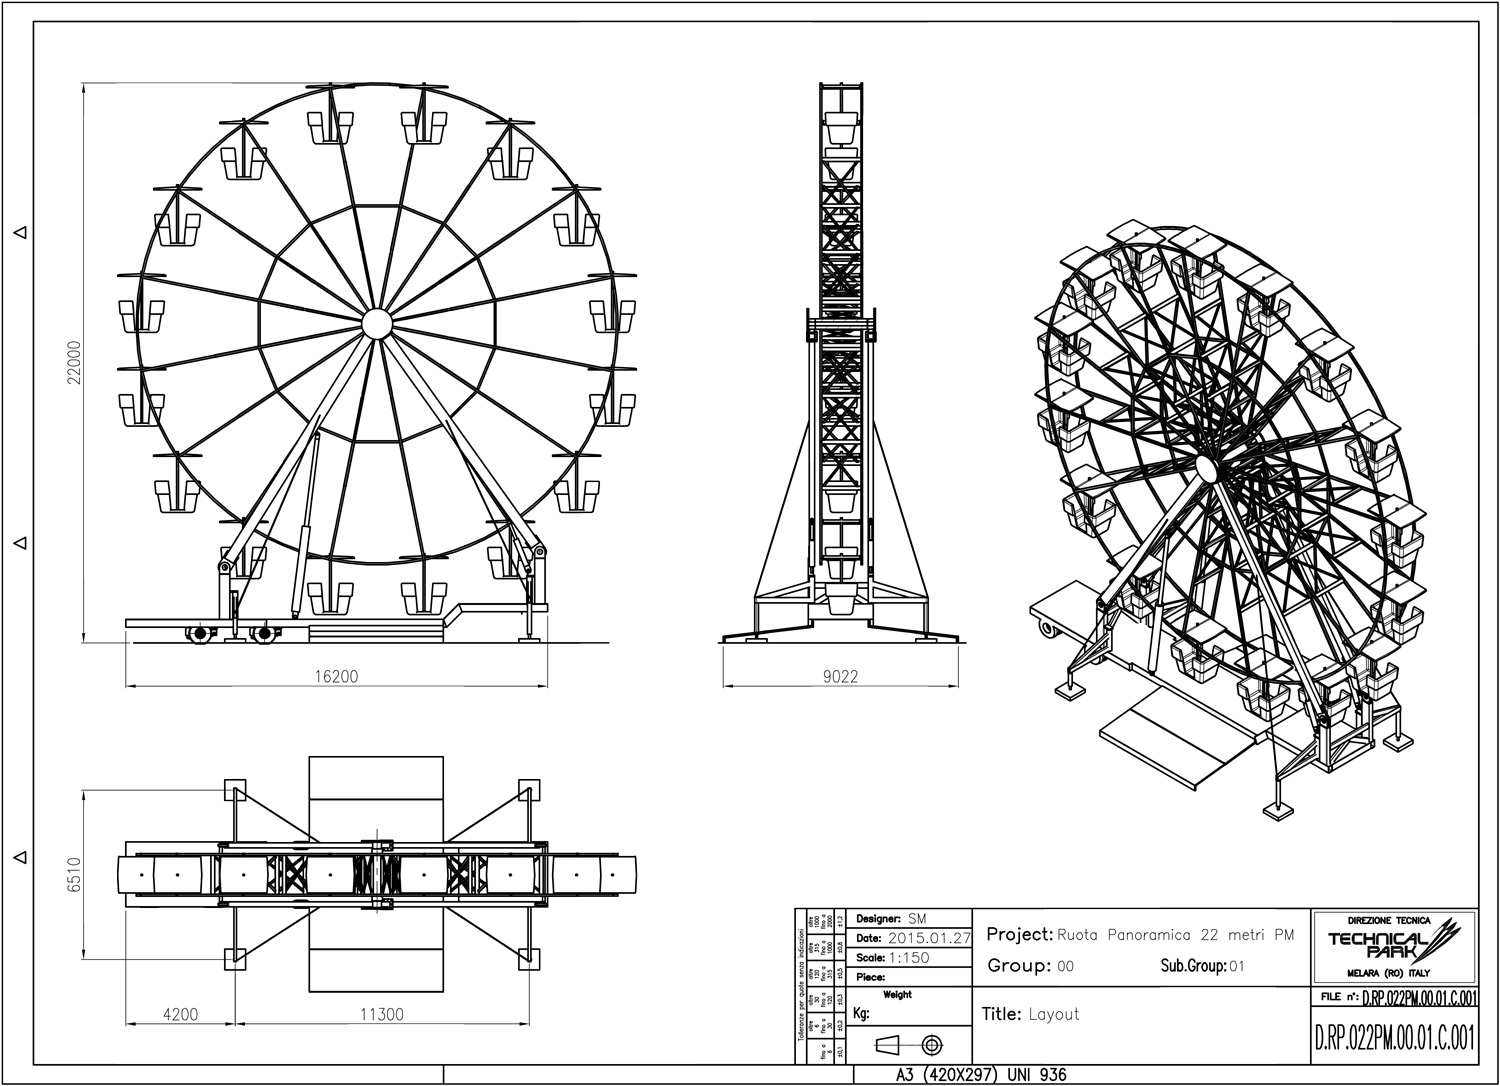 22000
16200
9022
6510
4200
11300
Tolleranze per quote senza indicazioni
oltre 1000 fino a 2000 ±1,2
oltre 315 fino a 1000 ±0,8
oltre 120 fino a 315 ±0,5
oltre 30 fino a 120 ±0,3
oltre 6 fino a 30 ±0,2
fino a 6 ±0,1
Designer: SM
Date: 2015.01.27
Scale: 1:150
Piece:
Weight
Kg:
Project: Ruota Panoramica 22 metri PM
Group: 00 Sub.Group: 01
Title: Layout
DIREZIONE TECNICA
TECHNICAL
PARK
MELARA (RO) ITALY
FILE n°: D.RP.022PM.00.01.C.001
D.RP.022PM.00.01.C.001
A3 (420X297) UNI 936